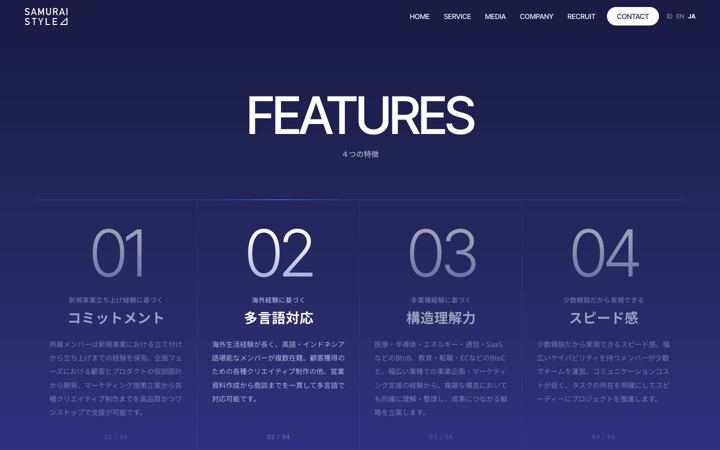 SAMURAI
STYLE
HOME SERVICE MEDIA COMPANY RECRUIT CONTACT ID EN JA
FEATURES
4つの特徴
01
新規事業立ち上げ経験に基づく
コミットメント
所属メンバーは新規事業における立て付け
から立ち上げまでの経験を保有。企画フェ
ーズにおける顧客とプロダクトの仮説設計
から開発、マーケティング施策立案から各
種クリエイティブ制作までを高品質かつワ
ンストップで支援が可能です。
01 / 04
02
海外経験に基づく
多言語対応
海外生活経験が長く、英語・インドネシア
語堪能なメンバーが複数在籍。顧客獲得の
ための各種クリエイティブ制作の他、営業
資料作成から商談までを一貫して多言語で
対応可能です。
02 / 04
03
多業種経験に基づく
構造理解力
医療・半導体・エネルギー・通信・SaaS
などのBtoB、教育・転職・ECなどのBtoC
と、幅広い業種での事業企画・マーケティ
ング支援の経験から、複雑な構造において
も的確に理解・整理し、成果につながる戦
略を立案します。
03 / 04
04
少数精鋭だから実現できる
スピード感
少数精鋭だから実現できるスピード感。幅
広いケイパビリティを持つメンバーが少数
でチームを運営。コミュニケーションコス
トが低く、タスクの所在を明確にしてスピ
ーディーにプロジェクトを推進します。
04 / 04